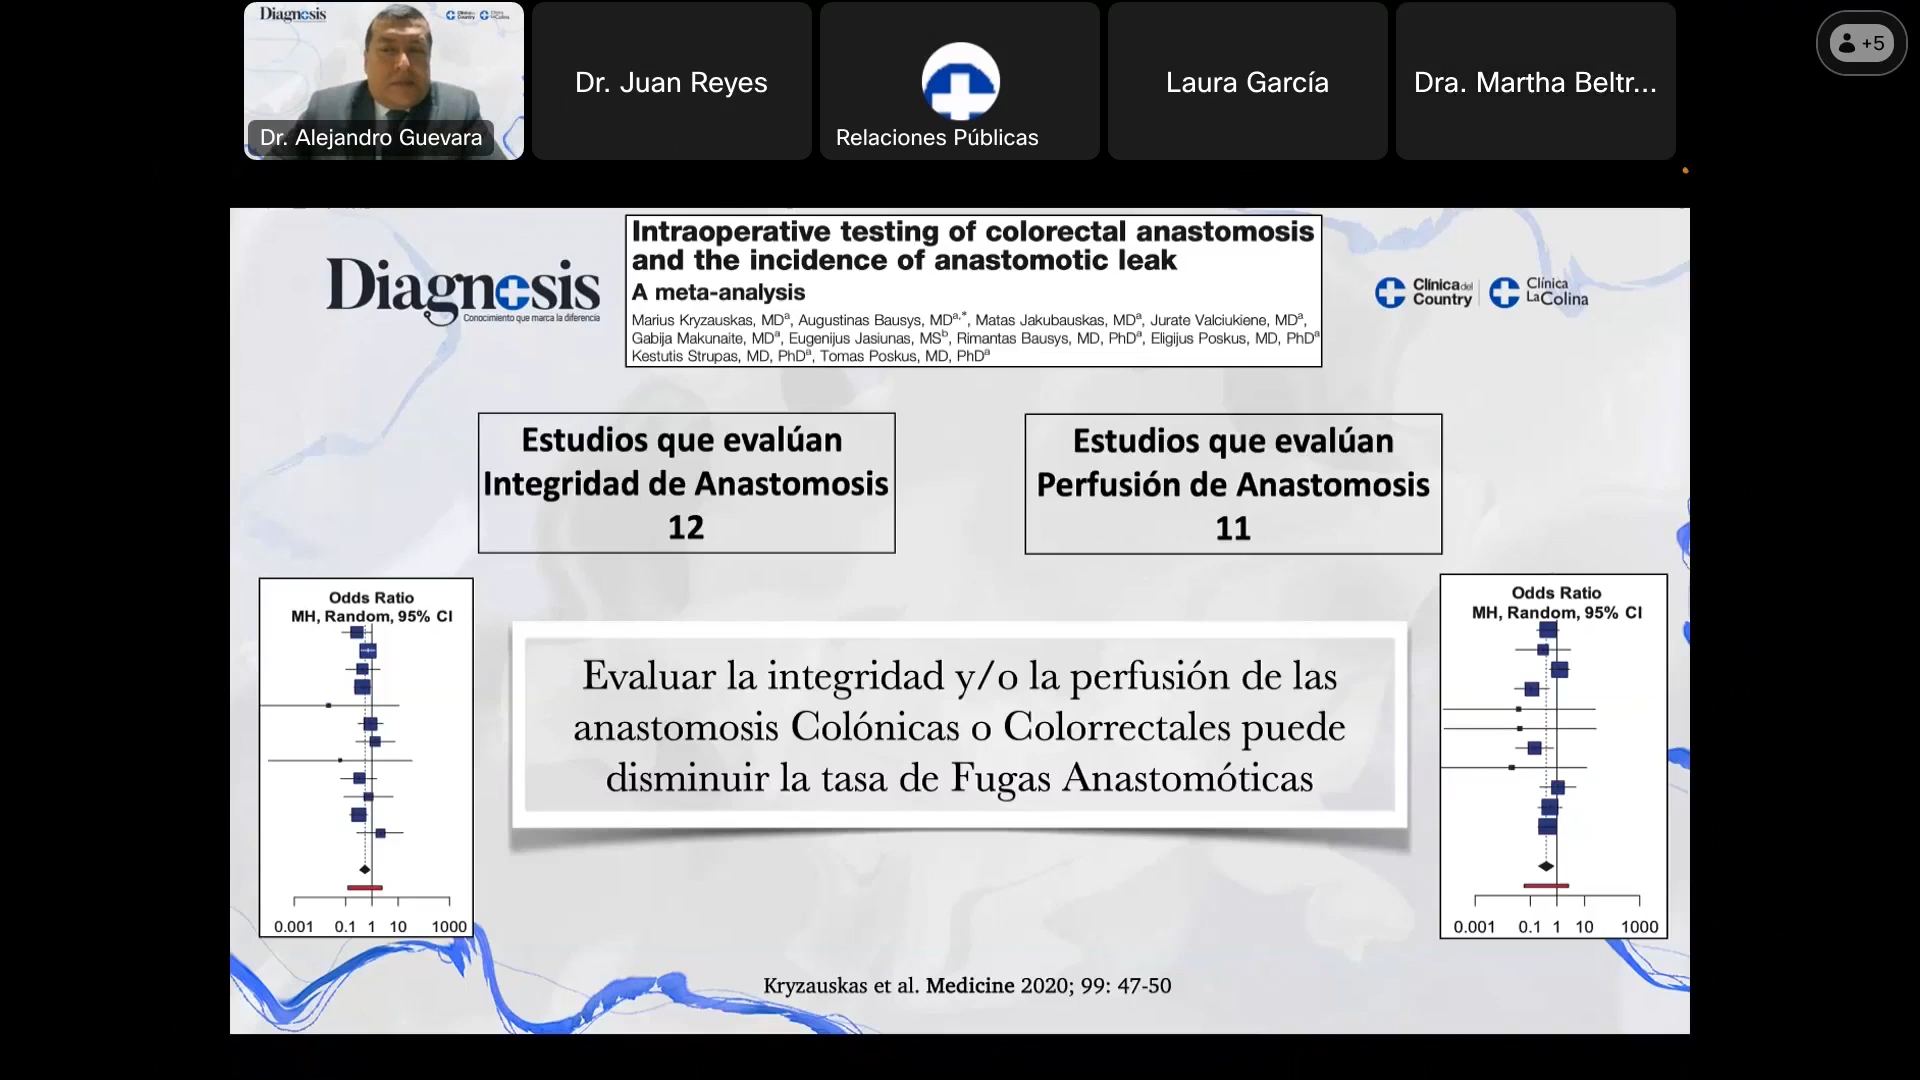 Diagnosis
Clínica del Country
Clínica La Colina
Dr. Alejandro Guevara
Dr. Juan Reyes
Relaciones Públicas
Laura García
Dra. Martha Beltr...
+5
Diagnosis
Conocimiento que marca la diferencia
Intraoperative testing of colorectal anastomosis
and the incidence of anastomotic leak
A meta-analysis
Marius Kryzauskas, MDa, Augustinas Bausys, MDa,*, Matas Jakubauskas, MDa, Jurate Valciukiene, MDa,
Gabija Makunaite, MDa, Eugenijus Jasiunas, MSb, Rimantas Bausys, MD, PhDa, Eligijus Poskus, MD, PhDa
Kestutis Strupas, MD, PhDa, Tomas Poskus, MD, PhDa
Clínica del
Country
Clínica
La Colina
Estudios que evalúan
Integridad de Anastomosis
12
Estudios que evalúan
Perfusión de Anastomosis
11
Odds Ratio
MH, Random, 95% CI
0.001 0.1 1 10 1000
Evaluar la integridad y/o la perfusión de las
anastomosis Colónicas o Colorrectales puede
disminuir la tasa de Fugas Anastomóticas
Odds Ratio
MH, Random, 95% CI
0.001 0.1 1 10 1000
Kryzauskas et al. Medicine 2020; 99: 47-50